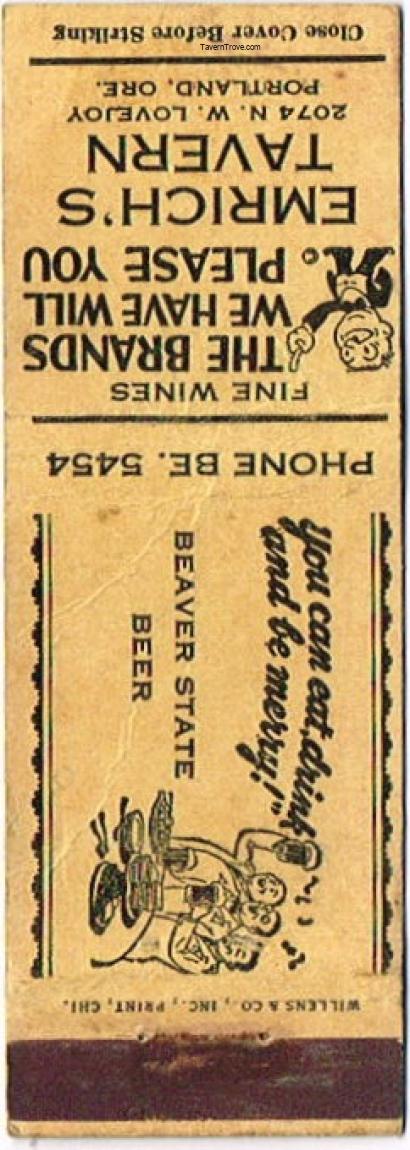 TavernTrove.com
FINE WINES
THE BRANDS
WE HAVE WILL
PLEASE YOU
EMRICH'S
TAVERN
2074 N. W. LOVEJOY
PORTLAND, ORE.
Close Cover Before Striking
PHONE BE. 5454
You can eat, drink
and be merry!"
BEAVER STATE
BEER
WILLENS & CO., INC., PRINT, CHI.